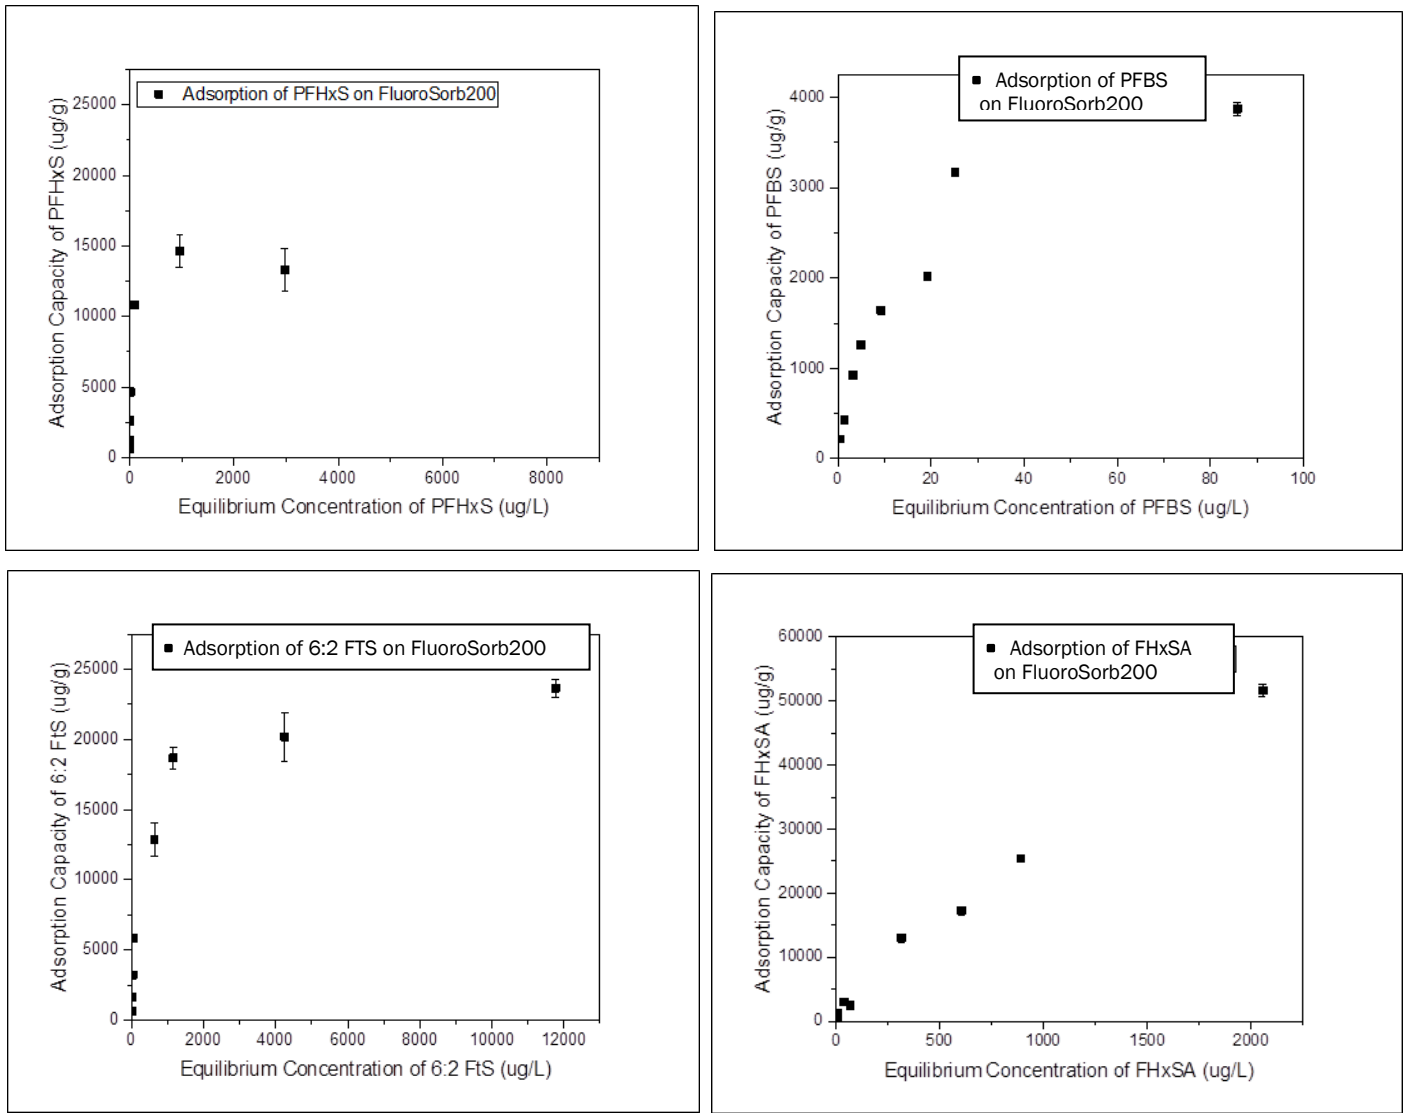 Adsorption of PFHxS on FluoroSorb200
Adsorption Capacity of PFHxS (ug/g)
25000
20000
15000
10000
5000
0
0 2000 4000 6000 8000
Equilibrium Concentration of PFHxS (ug/L)
Adsorption of PFBS
on FluoroSorb200
Adsorption Capacity of PFBS (ug/g)
4000
3000
2000
1000
0
0 20 40 60 80 100
Equilibrium Concentration of PFBS (ug/L)
Adsorption of 6:2 FTS on FluoroSorb200
Adsorption Capacity of 6:2 FtS (ug/g)
25000
20000
15000
10000
5000
0
0 2000 4000 6000 8000 10000 12000
Equilibrium Concentration of 6:2 FtS (ug/L)
Adsorption of FHxSA
on FluoroSorb200
Adsorption Capacity of FHxSA (ug/g)
60000
50000
40000
30000
20000
10000
0
0 500 1000 1500 2000
Equilibrium Concentration of FHxSA (ug/L)